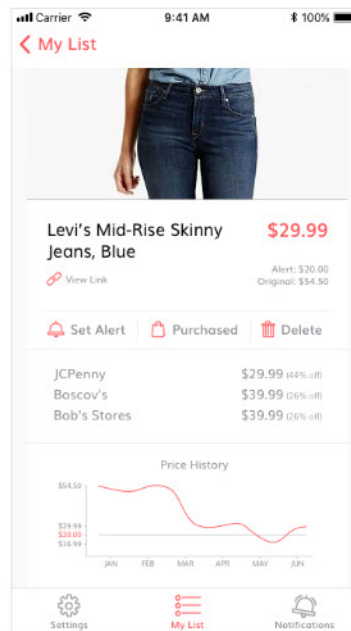 Carrier 9:41 AM 100%
My List
Levi's Mid-Rise Skinny
Jeans, Blue
$29.99
View Link
Alert: $20.00
Original: $54.50
Set Alert Purchased Delete
JCPenny $29.99 (44% off)
Boscov's $39.99 (26% off)
Bob's Stores $39.99 (26% off)
Price History
$54.50
$29.99
$20.00
$16.99
JAN FEB MAR APR MAY JUN
Settings My List Notifications